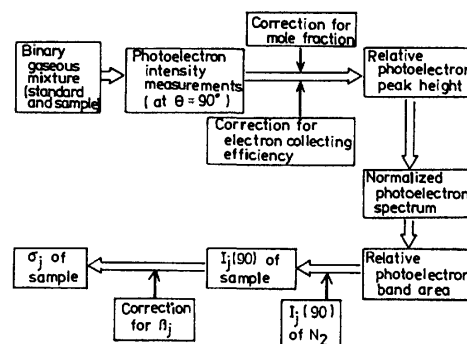 Correction for
mole fraction
Binary
gaseous
mixture
(standard
and sample)
Photoelectron
intensity
measurements
(at θ = 90°)
Relative
photoelectron
peak height
Correction for
electron collecting
efficiency
Normalized
photoelectron
spectrum
σj of
sample
Ij(90) of
sample
Relative
photoelectron
band area
Correction
for βj
Ij(90)
of N2